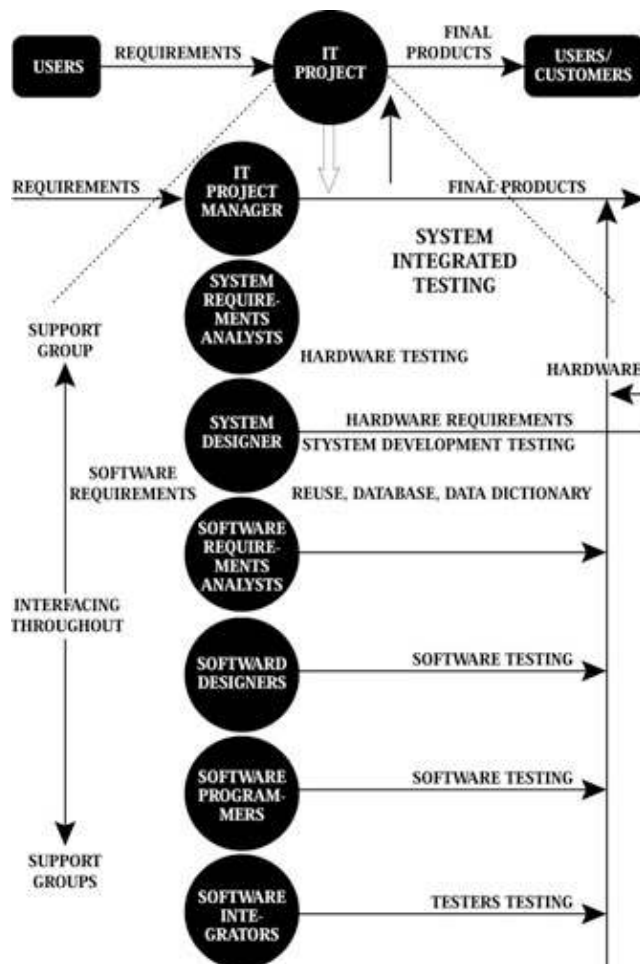 USERS
REQUIREMENTS
IT
PROJECT
FINAL
PRODUCTS
USERS/
CUSTOMERS
REQUIREMENTS
IT
PROJECT
MANAGER
FINAL PRODUCTS
SYSTEM
INTEGRATED
TESTING
SYSTEM
REQUIRE-
MENTS
ANALYSTS
SUPPORT
GROUP
HARDWARE TESTING
HARDWARE
SYSTEM
DESIGNER
HARDWARE REQUIREMENTS
STYSTEM DEVELOPMENT TESTING
SOFTWARE
REQUIREMENTS
REUSE, DATABASE, DATA DICTIONARY
SOFTWARE
REQUIRE-
MENTS
ANALYSTS
INTERFACING
THROUGHOUT
SOFTWARD
DESIGNERS
SOFTWARE TESTING
SOFTWARE
PROGRAM-
MERS
SOFTWARE TESTING
SUPPORT
GROUPS
SOFTWARE
INTE-
GRATORS
TESTERS TESTING